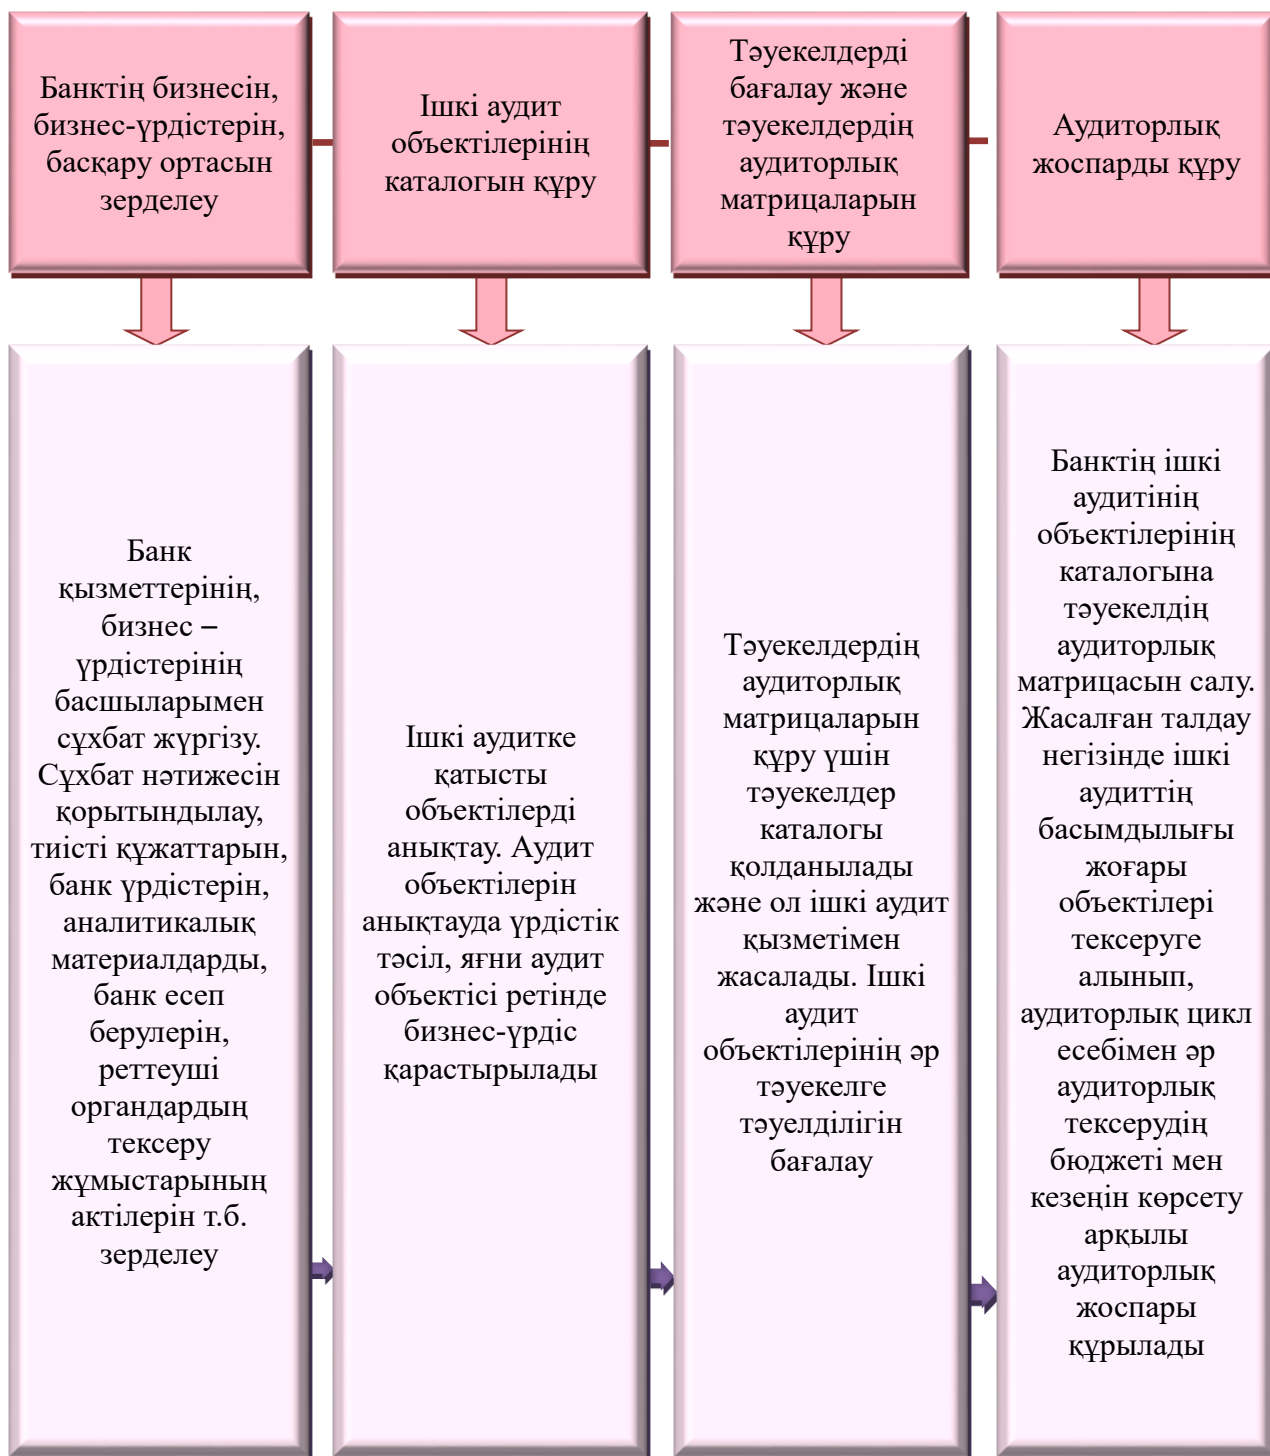 Банктің бизнесін,
бизнес-үрдістерін,
басқару ортасын
зерделеу
Ішкі аудит
объектілерінің
каталогын құру
Тәуекелдерді
бағалау және
тәуекелдердің
аудиторлық
матрицаларын
құру
Аудиторлық
жоспарды құру
Банк
қызметтерінің,
бизнес –
үрдістерінің
басшыларымен
сұхбат жүргізу.
Сұхбат нәтижесін
қорытындылау,
тиісті құжаттарын,
банк үрдістерін,
аналитикалық
материалдарды,
банк есеп
берулерін,
реттеуші
органдардың
тексеру
жұмыстарының
актілерін т.б.
зерделеу
Ішкі аудитке
қатысты
объектілерді
анықтау. Аудит
объектілерін
анықтауда үрдістік
тәсіл, яғни аудит
объектісі ретінде
бизнес-үрдіс
қарастырылады
Тәуекелдердің
аудиторлық
матрицаларын
құру үшін
тәуекелдер
каталогы
қолданылады
және ол ішкі аудит
қызметімен
жасалады. Ішкі
аудит
объектілерінің әр
тәуекелге
тәуелділігін
бағалау
Банктің ішкі
аудитінің
объектілерінің
каталогына
тәуекелдің
аудиторлық
матрицасын салу.
Жасалған талдау
негізінде ішкі
аудиттің
басымдылығы
жоғары
объектілері
тексеруге
алынып,
аудиторлық цикл
есебімен әр
аудиторлық
тексерудің
бюджеті мен
кезеңін көрсету
арқылы
аудиторлық
жоспары
құрылады